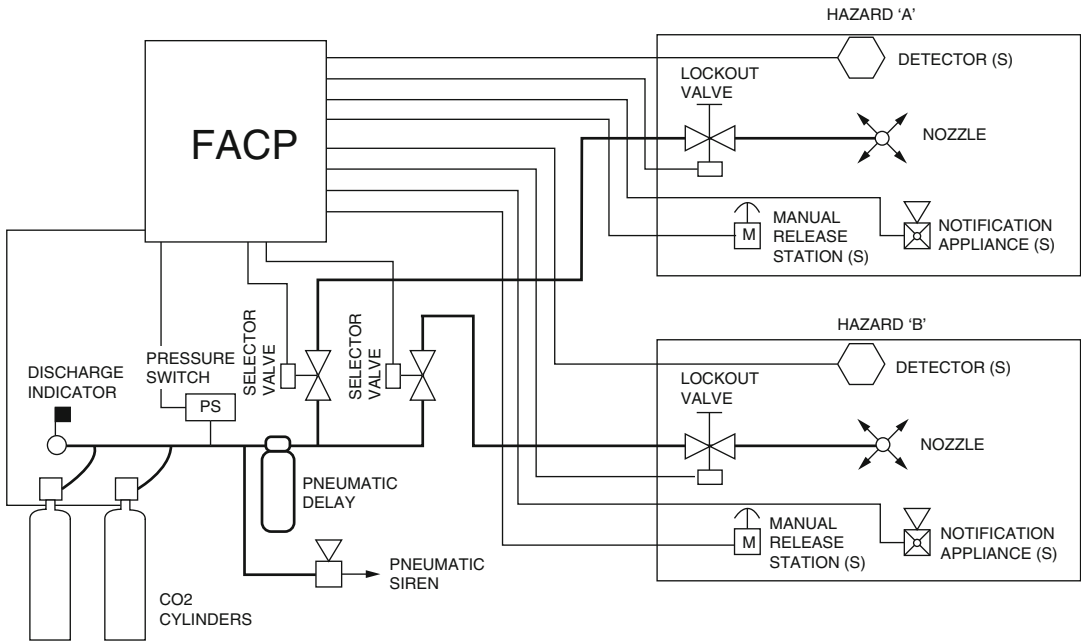 HAZARD 'A'
FACP
DETECTOR (S)
LOCKOUT
VALVE
NOZZLE
M
MANUAL
RELEASE
STATION (S)
NOTIFICATION
APPLIANCE (S)
HAZARD 'B'
DETECTOR (S)
LOCKOUT
VALVE
NOZZLE
M
MANUAL
RELEASE
STATION (S)
NOTIFICATION
APPLIANCE (S)
SELECTOR
VALVE
SELECTOR
VALVE
PRESSURE
SWITCH
PS
DISCHARGE
INDICATOR
PNEUMATIC
DELAY
PNEUMATIC
SIREN
CO2
CYLINDERS